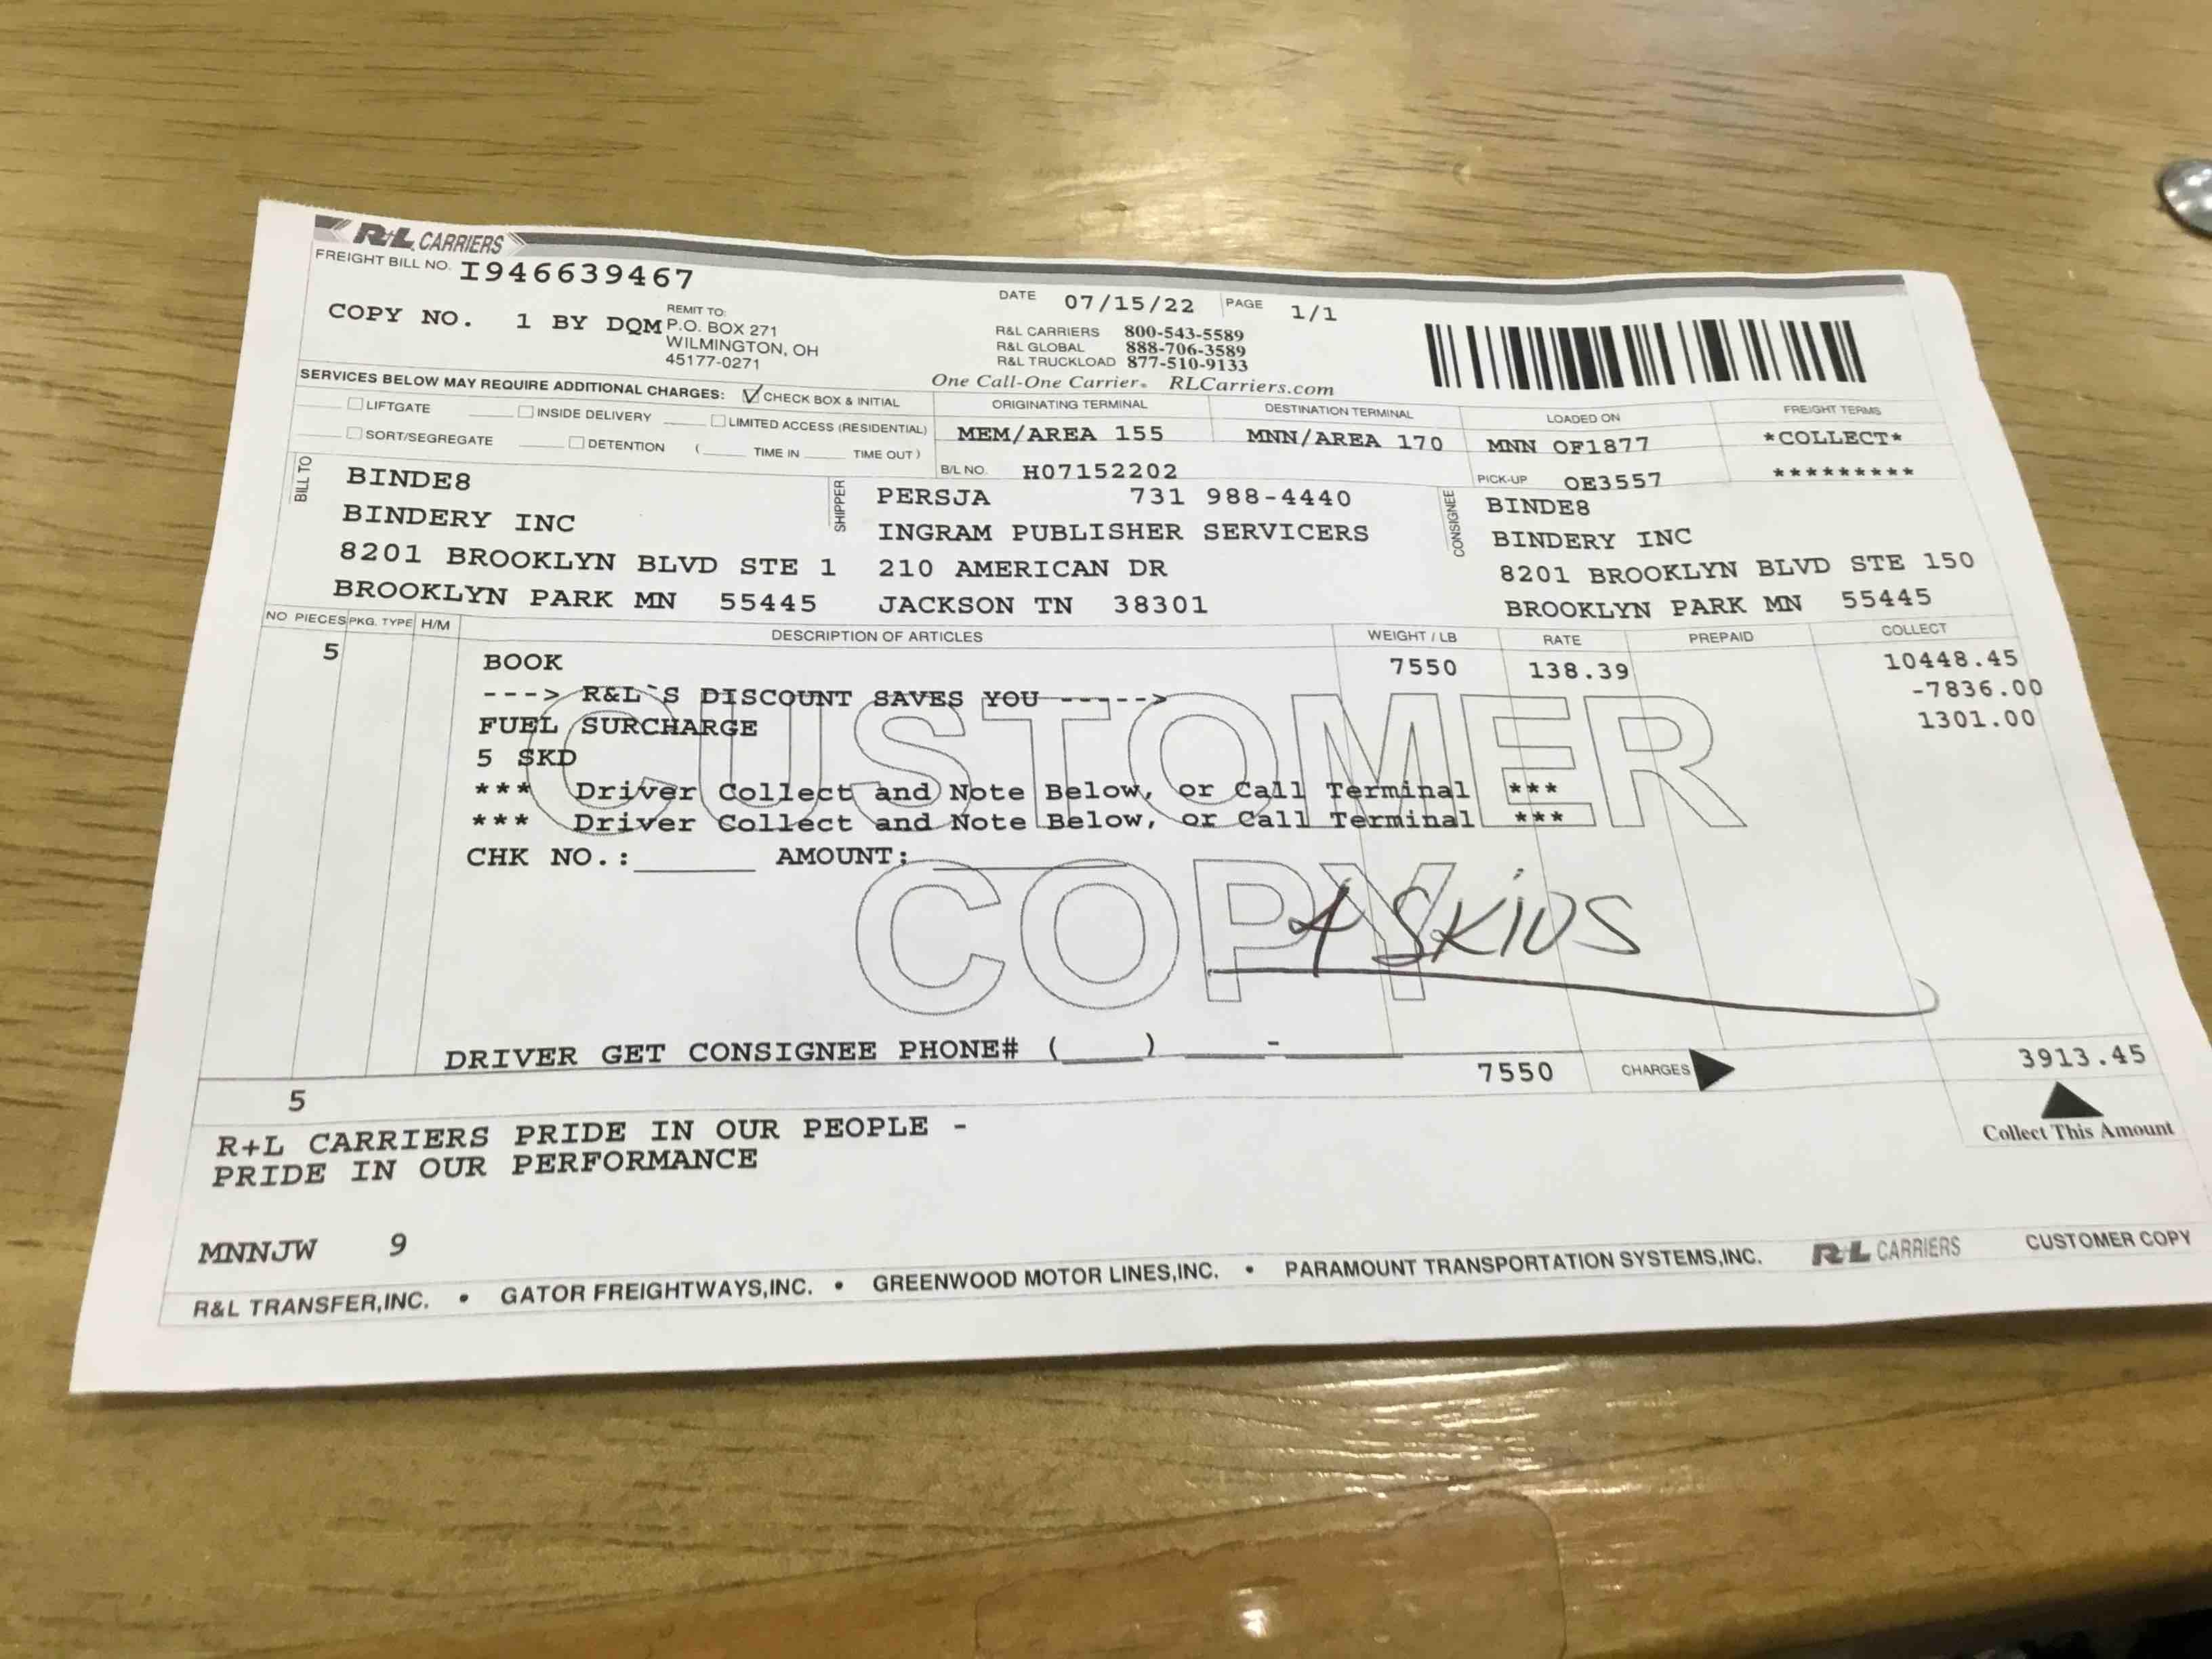 R+L CARRIERS
FREIGHT BILL NO. I946639467
DATE 07/15/22 PAGE 1/1
COPY NO. 1 BY DQM
REMIT TO:
P.O. BOX 271
WILMINGTON, OH
45177-0271
R&L CARRIERS 800-543-5589
R&L GLOBAL 888-706-3589
R&L TRUCKLOAD 877-510-9133
One Call-One Carrier. RLCarriers.com
SERVICES BELOW MAY REQUIRE ADDITIONAL CHARGES: CHECK BOX & INITIAL
LIFTGATE INSIDE DELIVERY LIMITED ACCESS (RESIDENTIAL)
SORT/SEGREGATE DETENTION ( TIME IN TIME OUT )
ORIGINATING TERMINAL DESTINATION TERMINAL LOADED ON FREIGHT TERMS
MEM/AREA 155 MNN/AREA 170 MNN OF1877 *COLLECT*
B/L NO. H07152202 PICK-UP OE3557 *********
BILL TO
BINDE8
BINDERY INC
8201 BROOKLYN BLVD STE 1
BROOKLYN PARK MN 55445
SHIPPER
PERSJA 731 988-4440
INGRAM PUBLISHER SERVICERS
210 AMERICAN DR
JACKSON TN 38301
CONSIGNEE
BINDE8
BINDERY INC
8201 BROOKLYN BLVD STE 150
BROOKLYN PARK MN 55445
NO PIECES PKG. TYPE H/M DESCRIPTION OF ARTICLES WEIGHT / LB RATE PREPAID COLLECT
5 BOOK 7550 138.39 10448.45
---> R&L`S DISCOUNT SAVES YOU -----> -7836.00
FUEL SURCHARGE 1301.00
5 SKD
*** Driver Collect and Note Below, or Call Terminal ***
*** Driver Collect and Note Below, or Call Terminal ***
CHK NO.:______ AMOUNT:__________
CUSTOMER
COPY
4 SKIDS
DRIVER GET CONSIGNEE PHONE# (____) ____-______
5 7550 CHARGES 3913.45
Collect This Amount
R+L CARRIERS PRIDE IN OUR PEOPLE -
PRIDE IN OUR PERFORMANCE
MNNJW 9
R&L TRANSFER,INC. • GATOR FREIGHTWAYS,INC. • GREENWOOD MOTOR LINES,INC. • PARAMOUNT TRANSPORTATION SYSTEMS,INC. R+L CARRIERS CUSTOMER COPY